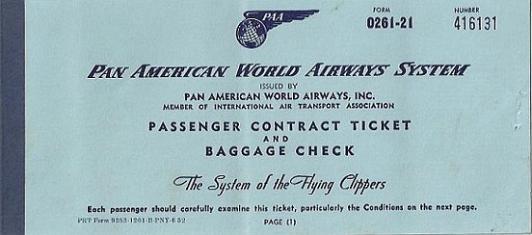 PAA
FORM NUMBER
0261-21 416131
PAN AMERICAN WORLD AIRWAYS SYSTEM
ISSUED BY
PAN AMERICAN WORLD AIRWAYS, INC.
MEMBER OF INTERNATIONAL AIR TRANSPORT ASSOCIATION
PASSENGER CONTRACT TICKET
AND
BAGGAGE CHECK
The System of the Flying Clippers
Each passenger should carefully examine this ticket, particularly the Conditions on the next page.
PAGE (1)